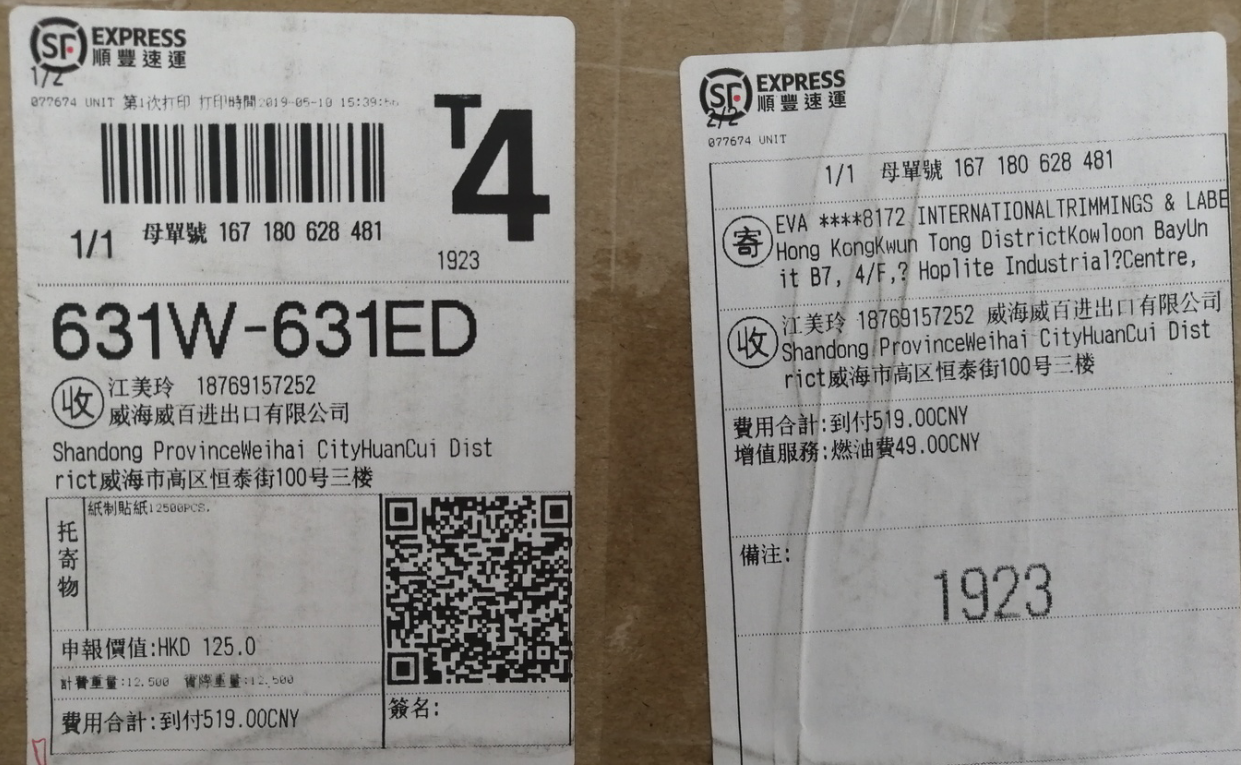 SF EXPRESS
順豐速運
1/2
077674 UNIT 第1次打印 打印時間2019-05-10 15:39:56
T4
1/1 母單號 167 180 628 481
1923
631W-631ED
收 江美玲 18769157252
威海威百进出口有限公司
Shandong ProvinceWeihai CityHuanCui Dist
rict威海市高区恒泰街100号三楼
托寄物
紙制貼紙12500PCS.
申報價值:HKD 125.0
計費重量:12.500 實際重量:12.500
費用合計:到付519.00CNY
簽名:
SF EXPRESS
順豐速運
2/2
077674 UNIT
1/1 母單號 167 180 628 481
寄 EVA ****8172 INTERNATIONALTRIMMINGS & LABE
Hong KongKwun Tong DistrictKowloon BayUn
it B7, 4/F,? Hoplite Industrial?Centre,
收 江美玲 18769157252 威海威百进出口有限公司
Shandong ProvinceWeihai CityHuanCui Dist
rict威海市高区恒泰街100号三楼
費用合計:到付519.00CNY
增值服務:燃油費49.00CNY
備注:
1923